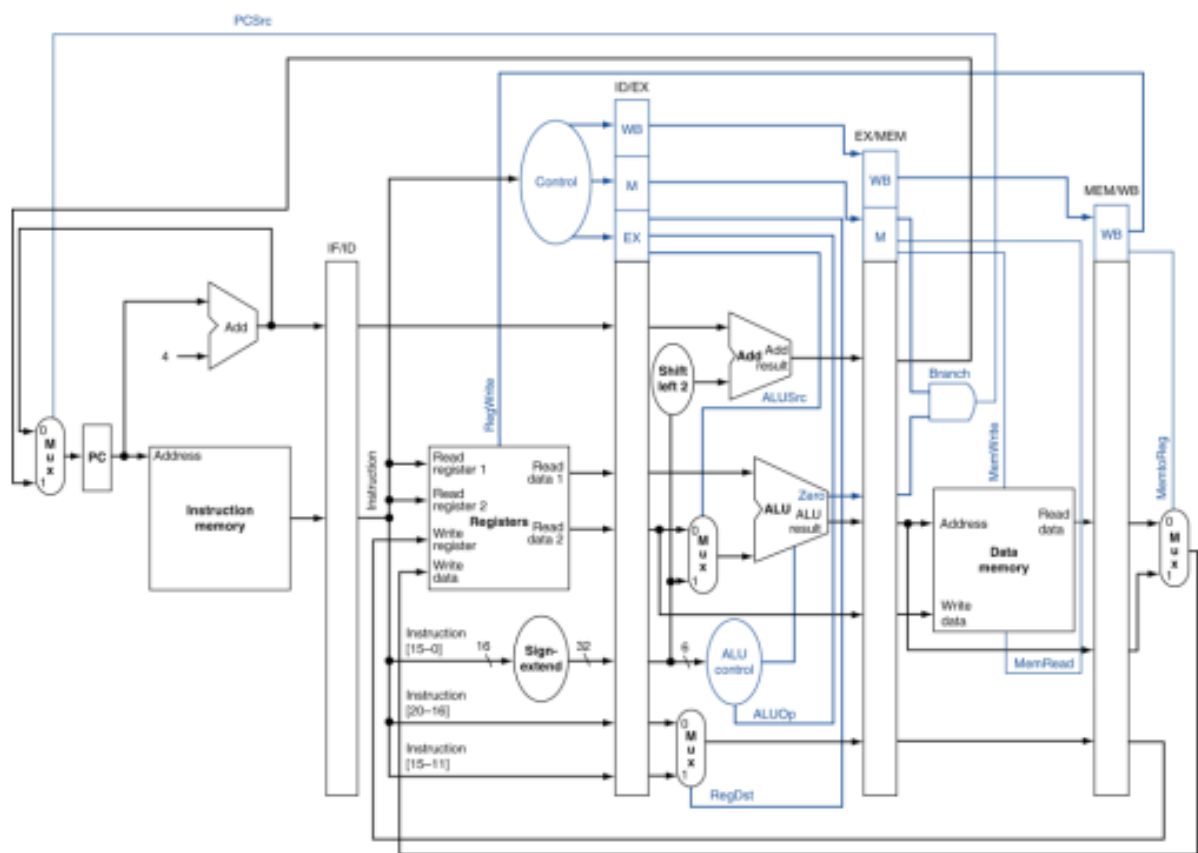 PCSrc
ID/EX
WB
EX/MEM
Control
M
WB
MEM/WB
EX
M
WB
IF/ID
Add
4
Add
Add
result
Shift
left 2
Branch
ALUSrc
RegWrite
MemWrite
MemtoReg
0
M
u
x
1
PC
Address
Instruction
memory
Instruction
Read
register 1
Read
register 2
Write
register
Write
data
Registers
Read
data 1
Read
data 2
0
M
u
x
1
Zero
ALU
ALU
result
Address
Read
data
Data
memory
Write
data
0
M
u
x
1
MemRead
Instruction
[15–0]
16
Sign-
extend
32
6
ALU
control
ALUOp
Instruction
[20–16]
0
M
u
x
1
Instruction
[15–11]
RegDst